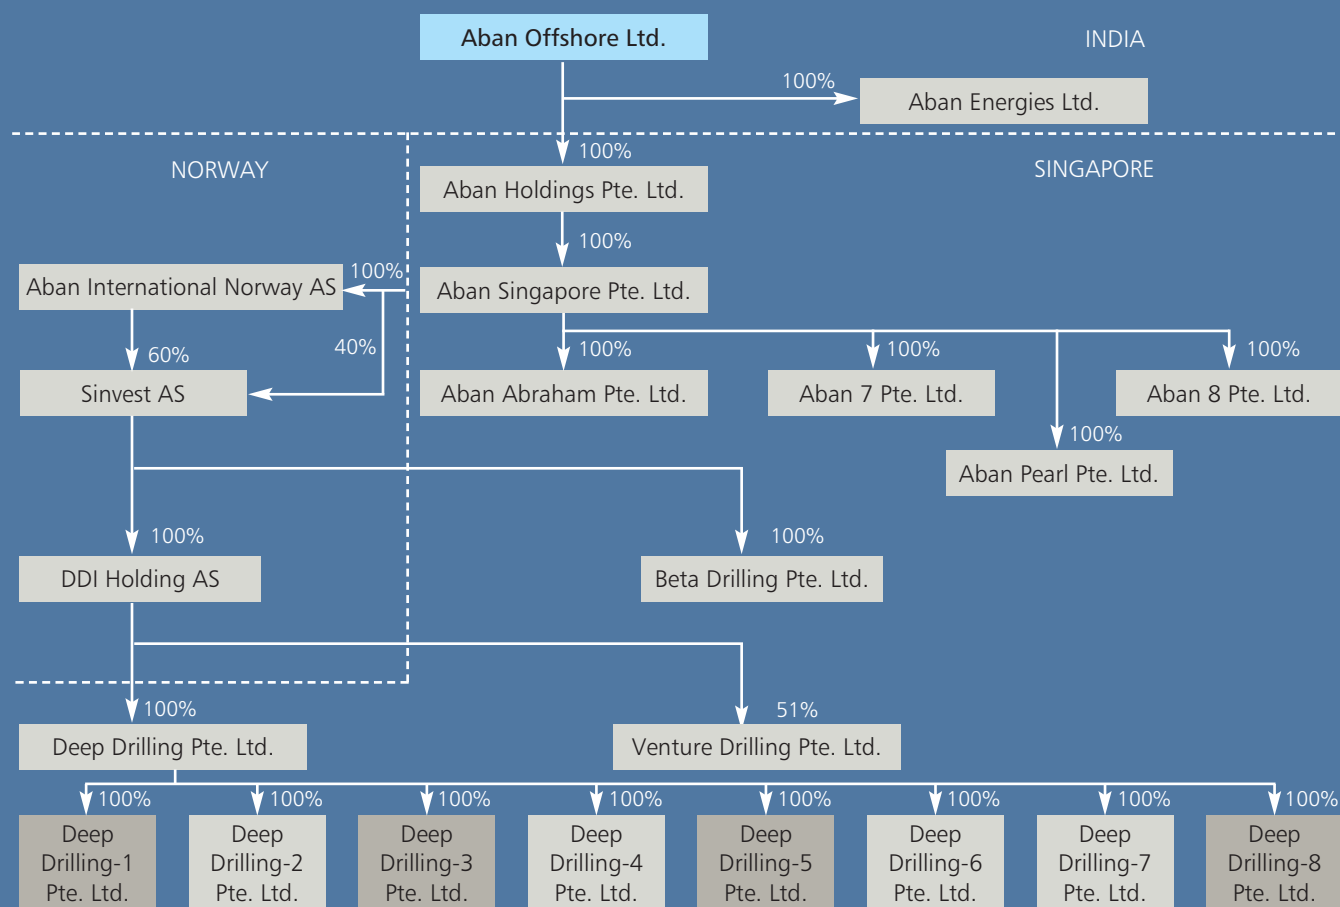 Aban Offshore Ltd.
INDIA
100%
Aban Energies Ltd.
NORWAY
100%
SINGAPORE
Aban Holdings Pte. Ltd.
100%
100%
Aban International Norway AS
Aban Singapore Pte. Ltd.
60%
40%
100%
100%
100%
Sinvest AS
Aban Abraham Pte. Ltd.
Aban 7 Pte. Ltd.
Aban 8 Pte. Ltd.
100%
Aban Pearl Pte. Ltd.
100%
100%
DDI Holding AS
Beta Drilling Pte. Ltd.
100%
51%
Deep Drilling Pte. Ltd.
Venture Drilling Pte. Ltd.
100%
100%
100%
100%
100%
100%
100%
100%
Deep
Drilling-1
Pte. Ltd.
Deep
Drilling-2
Pte. Ltd.
Deep
Drilling-3
Pte. Ltd.
Deep
Drilling-4
Pte. Ltd.
Deep
Drilling-5
Pte. Ltd.
Deep
Drilling-6
Pte. Ltd.
Deep
Drilling-7
Pte. Ltd.
Deep
Drilling-8
Pte. Ltd.